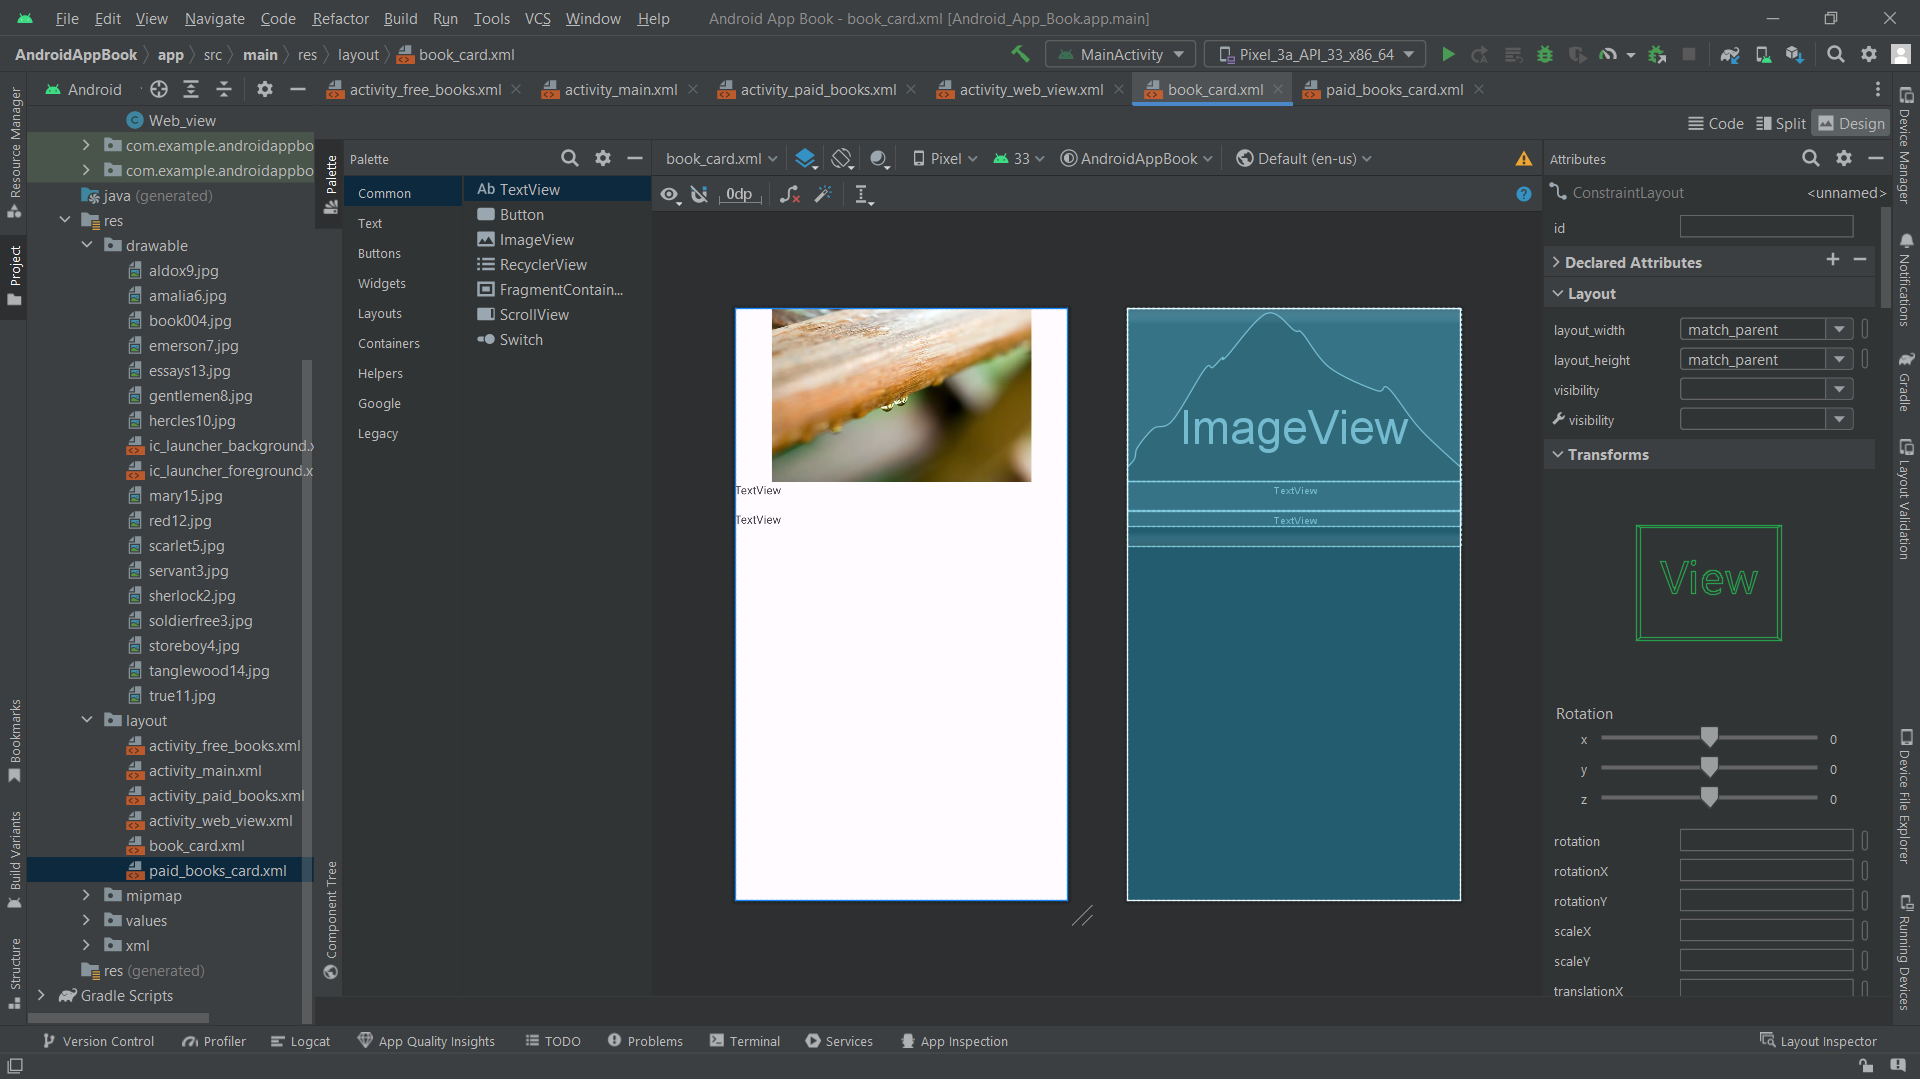 File Edit View Navigate Code Refactor Build Run Tools VCS Window Help Android App Book - book_card.xml [Android_App_Book.app.main]
AndroidAppBook app src main res layout book_card.xml MainActivity Pixel_3a_API_33_x86_64
Android activity_free_books.xml activity_main.xml activity_paid_books.xml activity_web_view.xml book_card.xml paid_books_card.xml
Code Split Design
Resource Manager
Project
Bookmarks
Build Variants
Structure
Web_view
com.example.androidappbo
com.example.androidappbo
java (generated)
res
drawable
aldox9.jpg
amalia6.jpg
book004.jpg
emerson7.jpg
essays13.jpg
gentlemen8.jpg
hercles10.jpg
ic_launcher_background.x
ic_launcher_foreground.x
mary15.jpg
red12.jpg
scarlet5.jpg
servant3.jpg
sherlock2.jpg
soldierfree3.jpg
storeboy4.jpg
tanglewood14.jpg
true11.jpg
layout
activity_free_books.xml
activity_main.xml
activity_paid_books.xml
activity_web_view.xml
book_card.xml
paid_books_card.xml
mipmap
values
xml
res (generated)
Gradle Scripts
Palette
Component Tree
Palette
Common
Text
Buttons
Widgets
Layouts
Containers
Helpers
Google
Legacy
Ab TextView
Button
ImageView
RecyclerView
FragmentContain...
ScrollView
Switch
book_card.xml Pixel 33 AndroidAppBook Default (en-us)
0dp
TextView
TextView
ImageView
TextView
TextView
Attributes
ConstraintLayout <unnamed>
id
Declared Attributes
Layout
layout_width match_parent
layout_height match_parent
visibility
visibility
Transforms
View
Rotation
x 0
y 0
z 0
rotation
rotationX
rotationY
scaleX
scaleY
translationX
Device Manager
Notifications
Gradle
Layout Validation
Device File Explorer
Running Devices
Version Control Profiler Logcat App Quality Insights TODO Problems Terminal Services App Inspection Layout Inspector